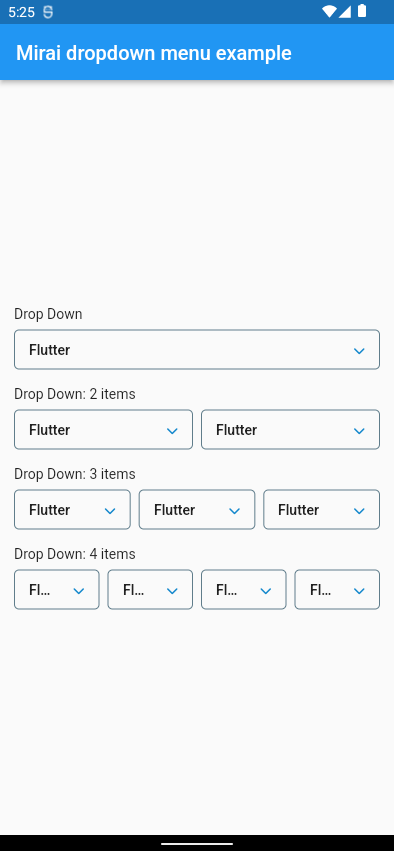 5:25
Mirai dropdown menu example
Drop Down
Flutter
Drop Down: 2 items
Flutter Flutter
Drop Down: 3 items
Flutter Flutter Flutter
Drop Down: 4 items
Fl... Fl... Fl... Fl...